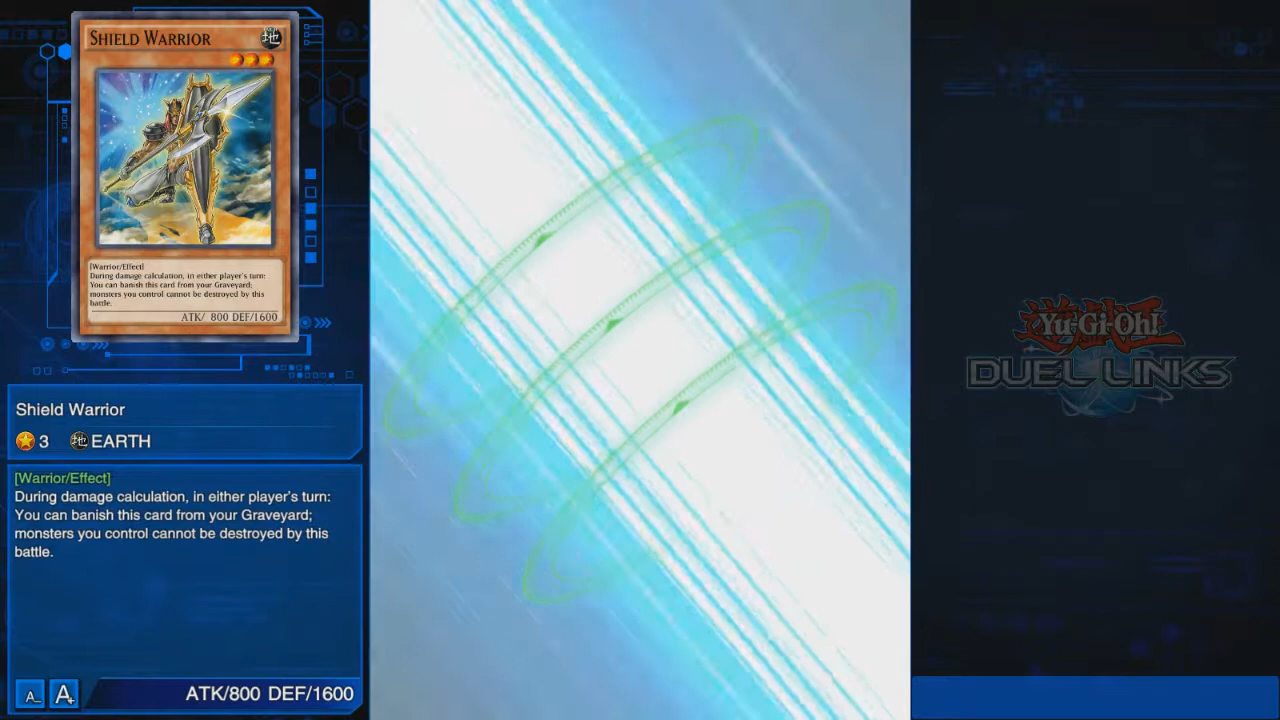 SHIELD WARRIOR
地
[Warrior/Effect]
During damage calculation, in either player's turn:
You can banish this card from your Graveyard;
monsters you control cannot be destroyed by this
battle.
ATK/ 800 DEF/1600
Shield Warrior
3 地 EARTH
[Warrior/Effect]
During damage calculation, in either player's turn:
You can banish this card from your Graveyard;
monsters you control cannot be destroyed by this
battle.
A- A+ ATK/800 DEF/1600
Yu-Gi-Oh!
DUEL LINKS